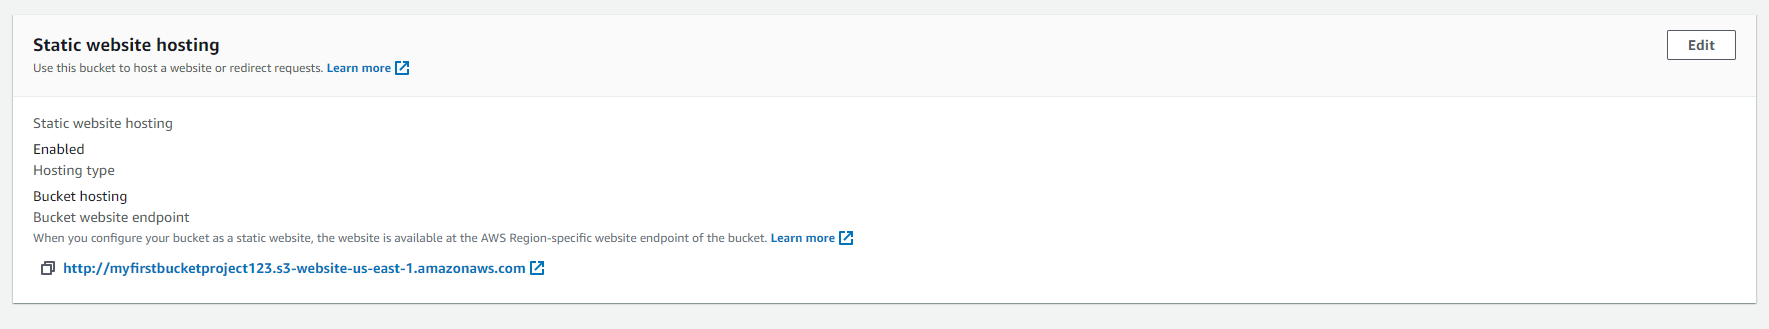 Static website hosting
Edit
Use this bucket to host a website or redirect requests. Learn more
Static website hosting
Enabled
Hosting type
Bucket hosting
Bucket website endpoint
When you configure your bucket as a static website, the website is available at the AWS Region-specific website endpoint of the bucket. Learn more
http://myfirstbucketproject123.s3-website-us-east-1.amazonaws.com